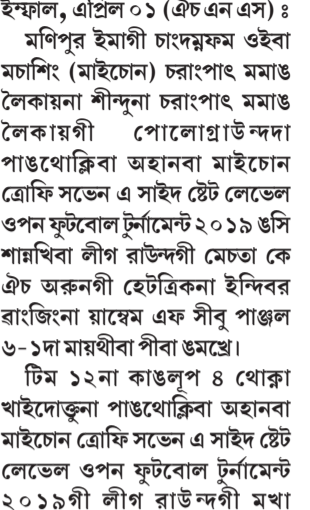 ইম্ফাল, এপ্রিল ০১ (ঐচ এন এস) ঃ
মণিপুর ইমাগী চাংদম্নফম ওইবা
মচাশিং (মাইচোন) চরাংপাৎ মমাঙ
লৈকায়না শীন্দুনা চরাংপাৎ মমাঙ
লৈকায়গী পোলোগ্রাউন্দদা
পাঙথোক্লিবা অহানবা মাইচোন
ত্রোফি সভেন এ সাইদ ষ্টেট লেভেল
ওপন ফুটবোল টুর্নামেন্ট ২০১৯ ঙসি
শান্নখিবা লীগ রাউন্দগী মেচতা কে
ঐচ অরুনগী হেটত্রিকনা ইন্দিবর
ৱাংজিংনা য়াম্বেম এফ সীবু পাঞ্জল
৬-১দা মায়থীবা পীবা ঙমখ্রে।
টিম ১২না কাঙলূপ ৪ থোক্না
খাইদোক্তুনা পাঙথোক্লিবা অহানবা
মাইচোন ত্রোফি সভেন এ সাইদ ষ্টেট
লেভেল ওপন ফুটবোল টুর্নামেন্ট
২০১৯গী লীগ রাউন্দগী মখা